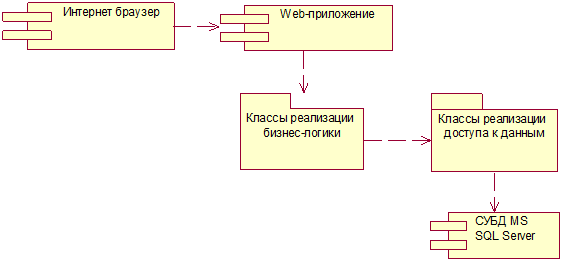 Интернет браузер
Web-приложение
Классы реализации
бизнес-логики
Классы реализации
доступа к данным
СУБД MS
SQL Server